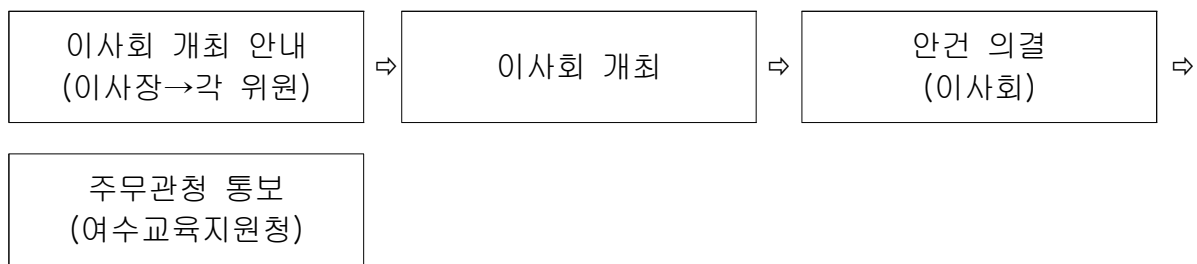 이사회 개최 안내
(이사장→각 위원)
⇨
이사회 개최
⇨
안건 의결
(이사회)
⇨
주무관청 통보
(여수교육지원청)